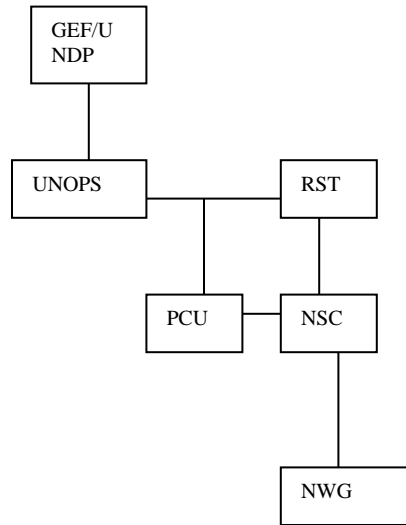 GEF/U
NDP
UNOPS
RST
PCU
NSC
NWG